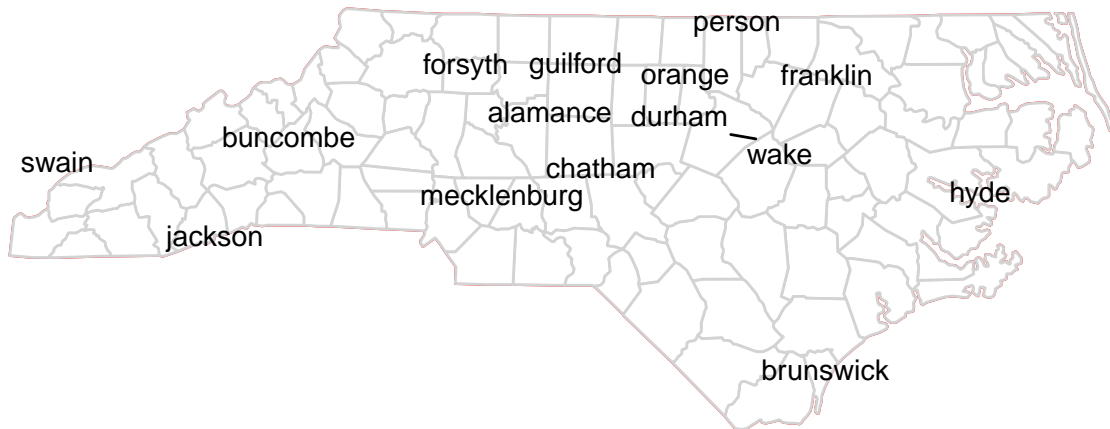 person
forsyth
guilford
orange
franklin
alamance
durham
buncombe
wake
swain
chatham
mecklenburg
hyde
jackson
brunswick